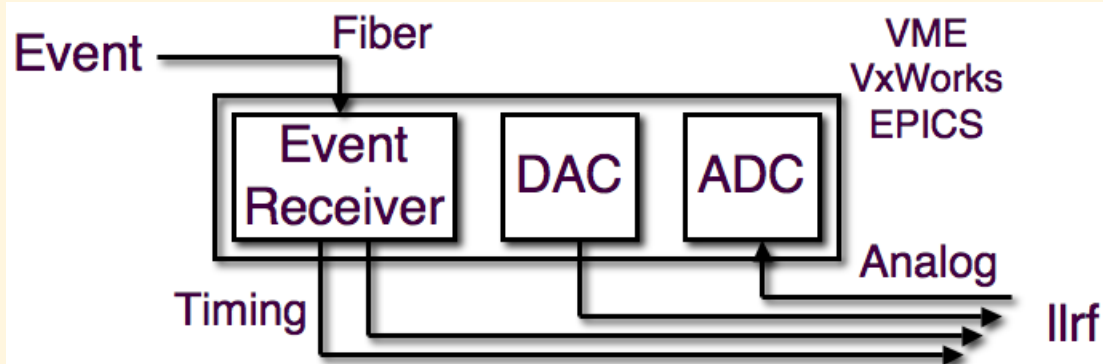 Event
Fiber
VME
VxWorks
EPICS
Event
Receiver
DAC
ADC
Timing
Analog
llrf